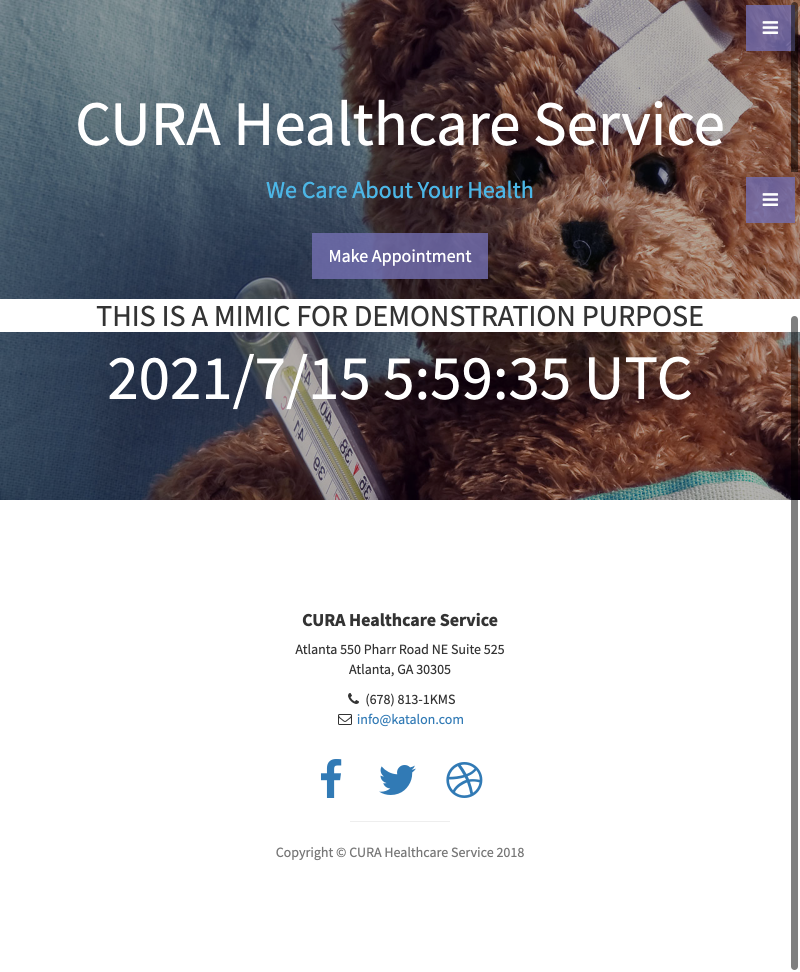 CURA Healthcare Service
We Care About Your Health
Make Appointment
THIS IS A MIMIC FOR DEMONSTRATION PURPOSE
2021/7/15 5:59:35 UTC
CURA Healthcare Service
Atlanta 550 Pharr Road NE Suite 525
Atlanta, GA 30305
(678) 813-1KMS
info@katalon.com
Copyright © CURA Healthcare Service 2018